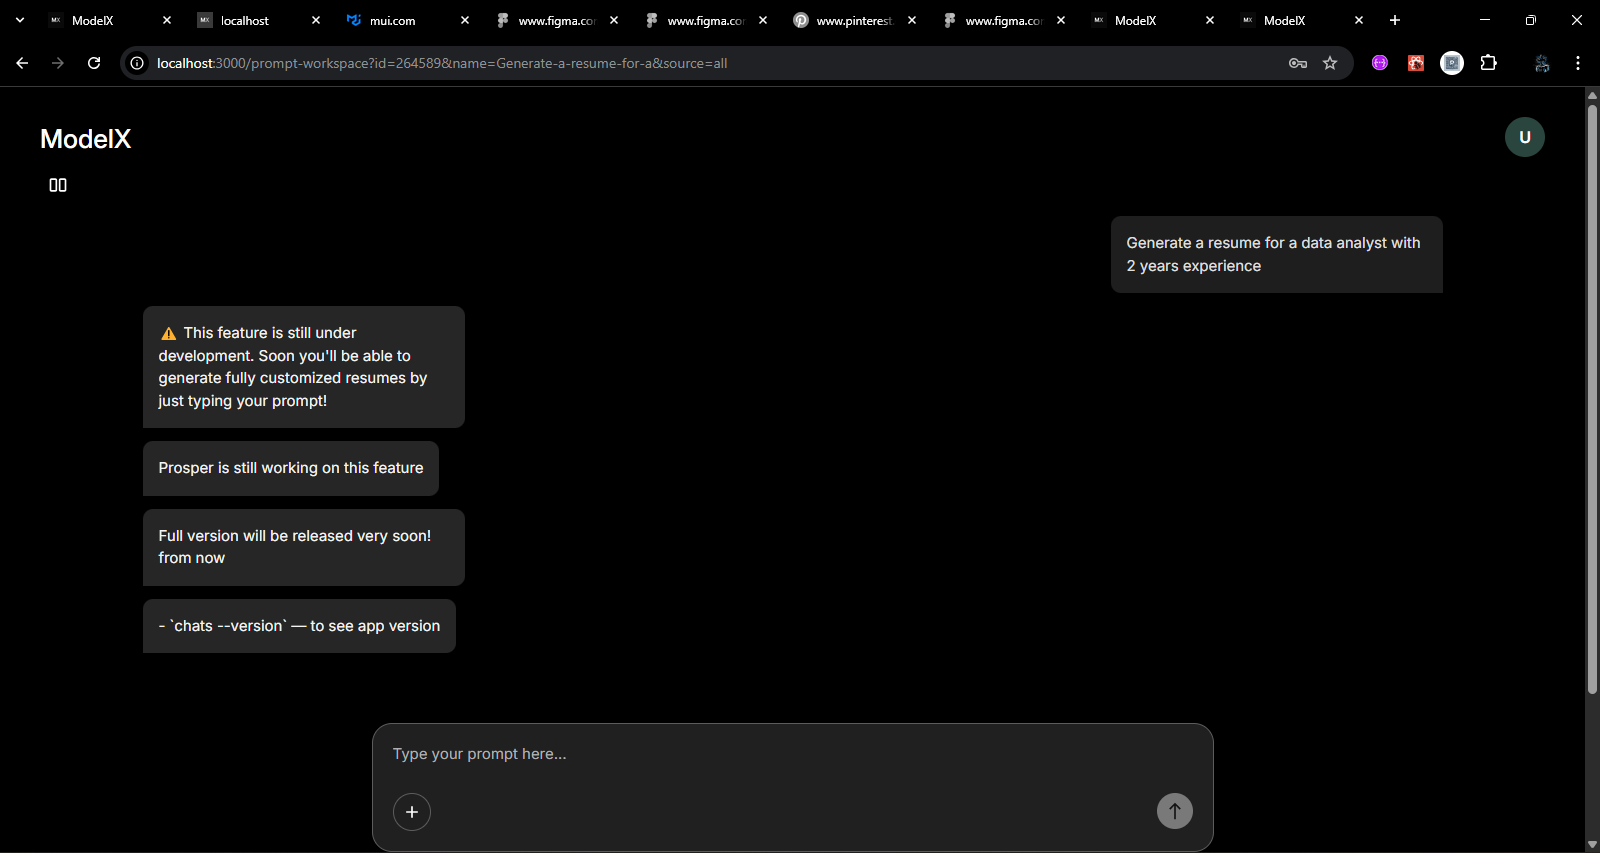 ModelX
localhost
mui.com
www.figma.co
www.figma.co
www.pinterest.
www.figma.co
ModelX
ModelX
localhost:3000/prompt-workspace?id=264589&name=Generate-a-resume-for-a&source=all
ModelX
U
Generate a resume for a data analyst with
2 years experience
⚠ This feature is still under
development. Soon you'll be able to
generate fully customized resumes by
just typing your prompt!
Prosper is still working on this feature
Full version will be released very soon!
from now
- `chats --version` — to see app version
Type your prompt here...